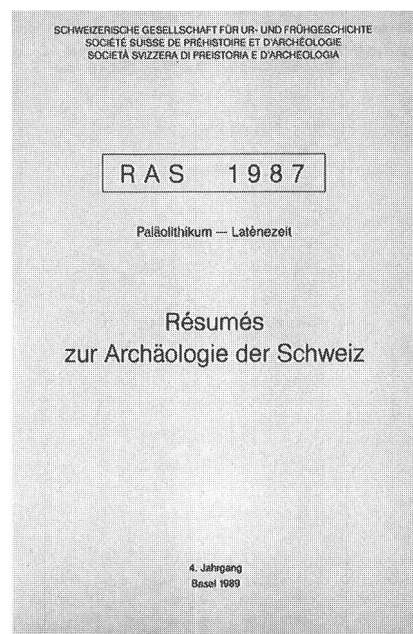 SCHWEIZERISCHE GESELLSCHAFT FÜR UR- UND FRÜHGESCHICHTE
SOCIÉTÉ SUISSE DE PRÉHISTOIRE ET D'ARCHÉOLOGIE
SOCIETÀ SVIZZERA DI PREISTORIA E D'ARCHEOLOGIA
RAS 1987
Paläolithikum — Latènezeit
Résumés
zur Archäologie der Schweiz
4. Jahrgang
Basel 1989